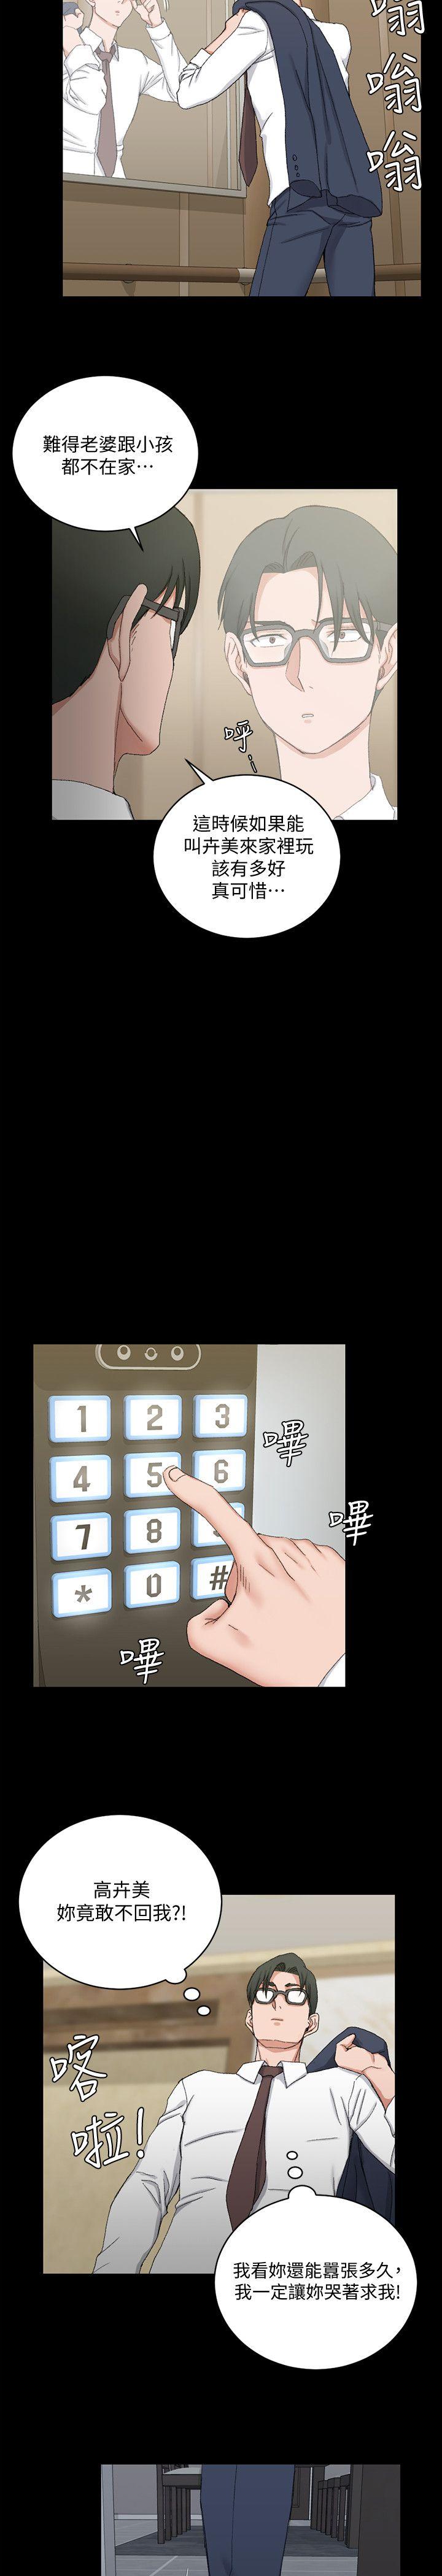 嗡
嗡
嗡
難得老婆跟小孩
都不在家⋯
呼
這時候如果能
叫卉美來家裡玩
該有多好
真可惜⋯
1 2 3
4 5 6
7 8
* 0 #
嗶
嗶
嗶
高卉美
妳竟敢不回我?!
喀
啦!
我看妳還能囂張多久，
我一定讓妳哭著求我!